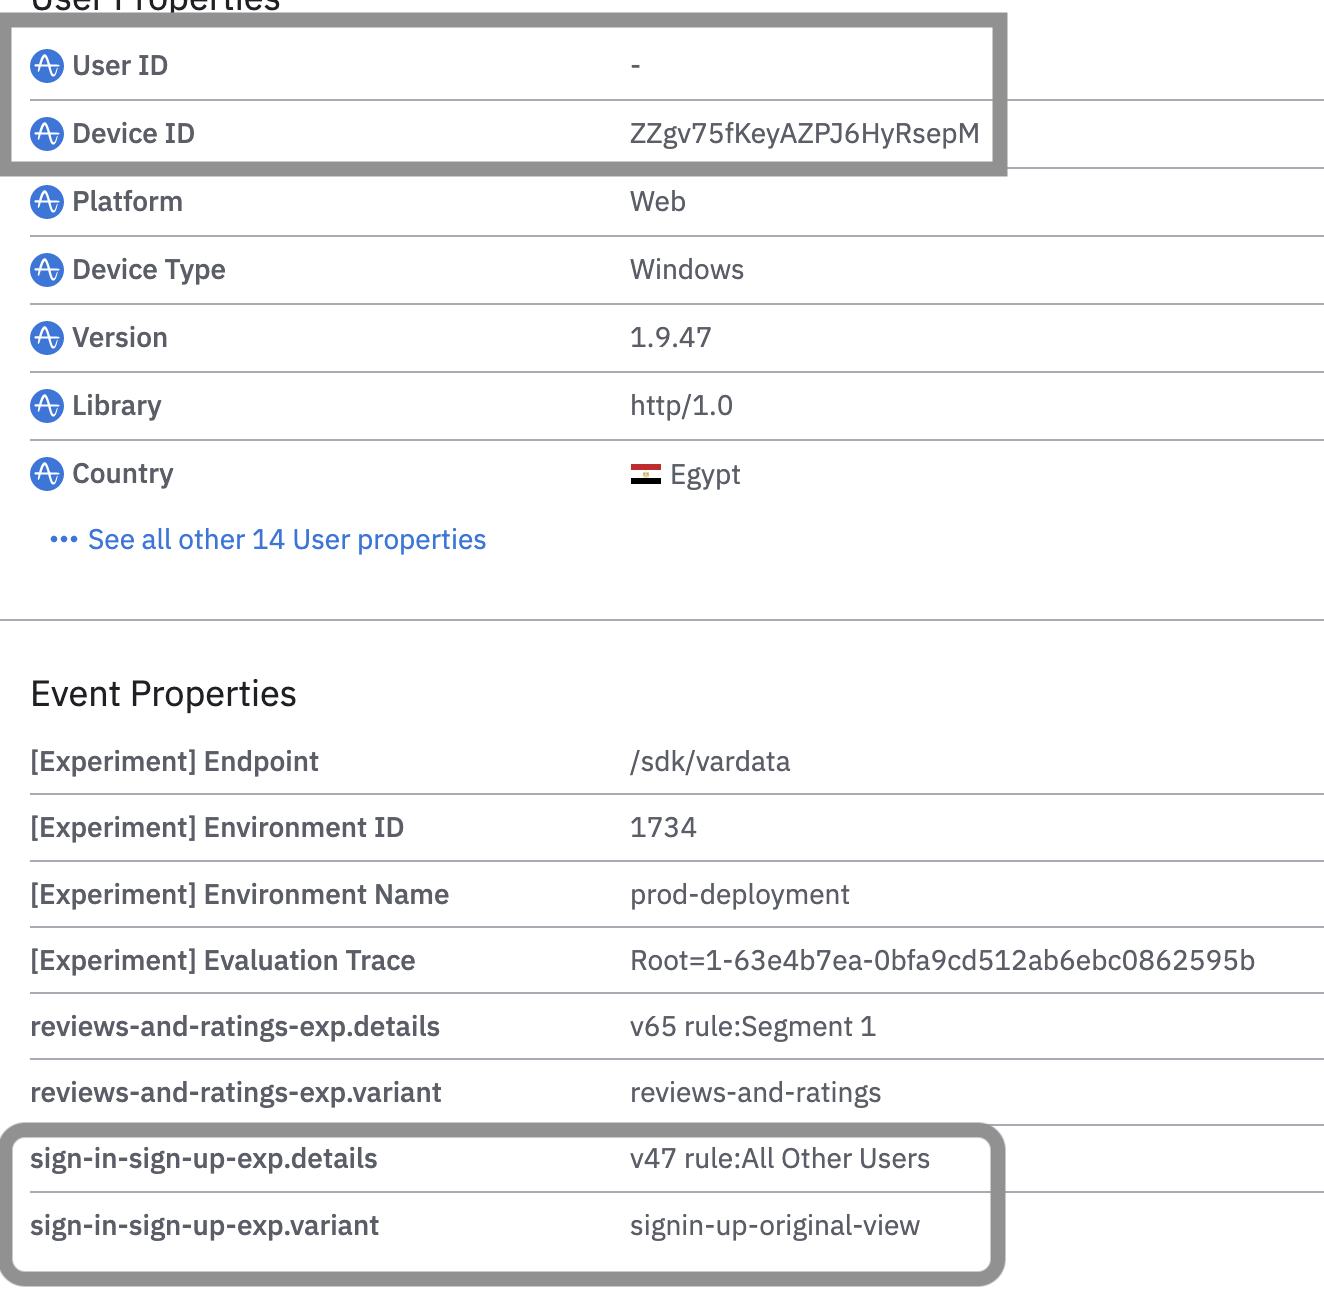 User Properties
User ID -
Device ID ZZgv75fKeyAZPJ6HyRsepM
Platform Web
Device Type Windows
Version 1.9.47
Library http/1.0
Country Egypt
••• See all other 14 User properties
Event Properties
[Experiment] Endpoint /sdk/vardata
[Experiment] Environment ID 1734
[Experiment] Environment Name prod-deployment
[Experiment] Evaluation Trace Root=1-63e4b7ea-0bfa9cd512ab6ebc0862595b
reviews-and-ratings-exp.details v65 rule:Segment 1
reviews-and-ratings-exp.variant reviews-and-ratings
sign-in-sign-up-exp.details v47 rule:All Other Users
sign-in-sign-up-exp.variant signin-up-original-view